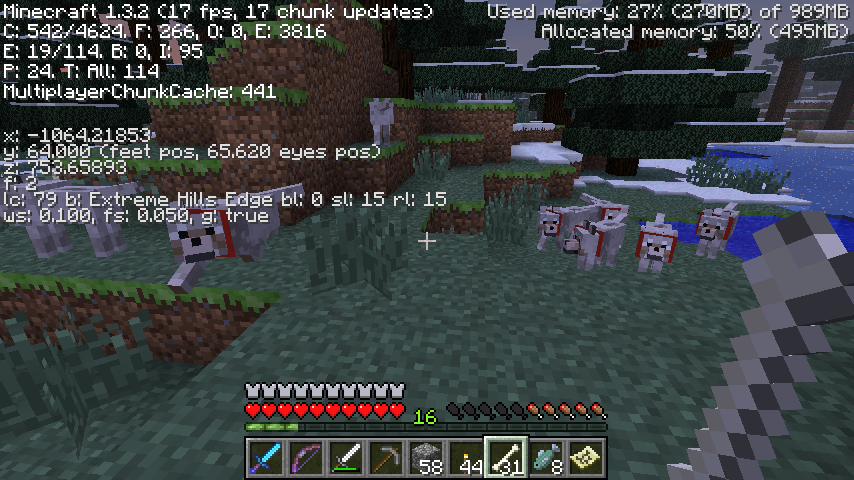 Minecraft 1.3.2 (17 fps, 17 chunk updates)
Used memory: 27% (270MB) of 989MB
C: 542/4624, F: 266, O: 0, E: 3816
Allocated memory: 50% (495MB)
E: 19/114, B: 0, I: 95
P: 24, T: All: 114
MultiplayerChunkCache: 441
x: -1064.21853
y: 64.000 (feet pos, 65.620 eyes pos)
z: 753.65893
f: 2
lc: 79 b: Extreme Hills Edge bl: 0 sl: 15 rl: 15
ws: 0.100, fs: 0.050, g: true
16
58 44 31 8